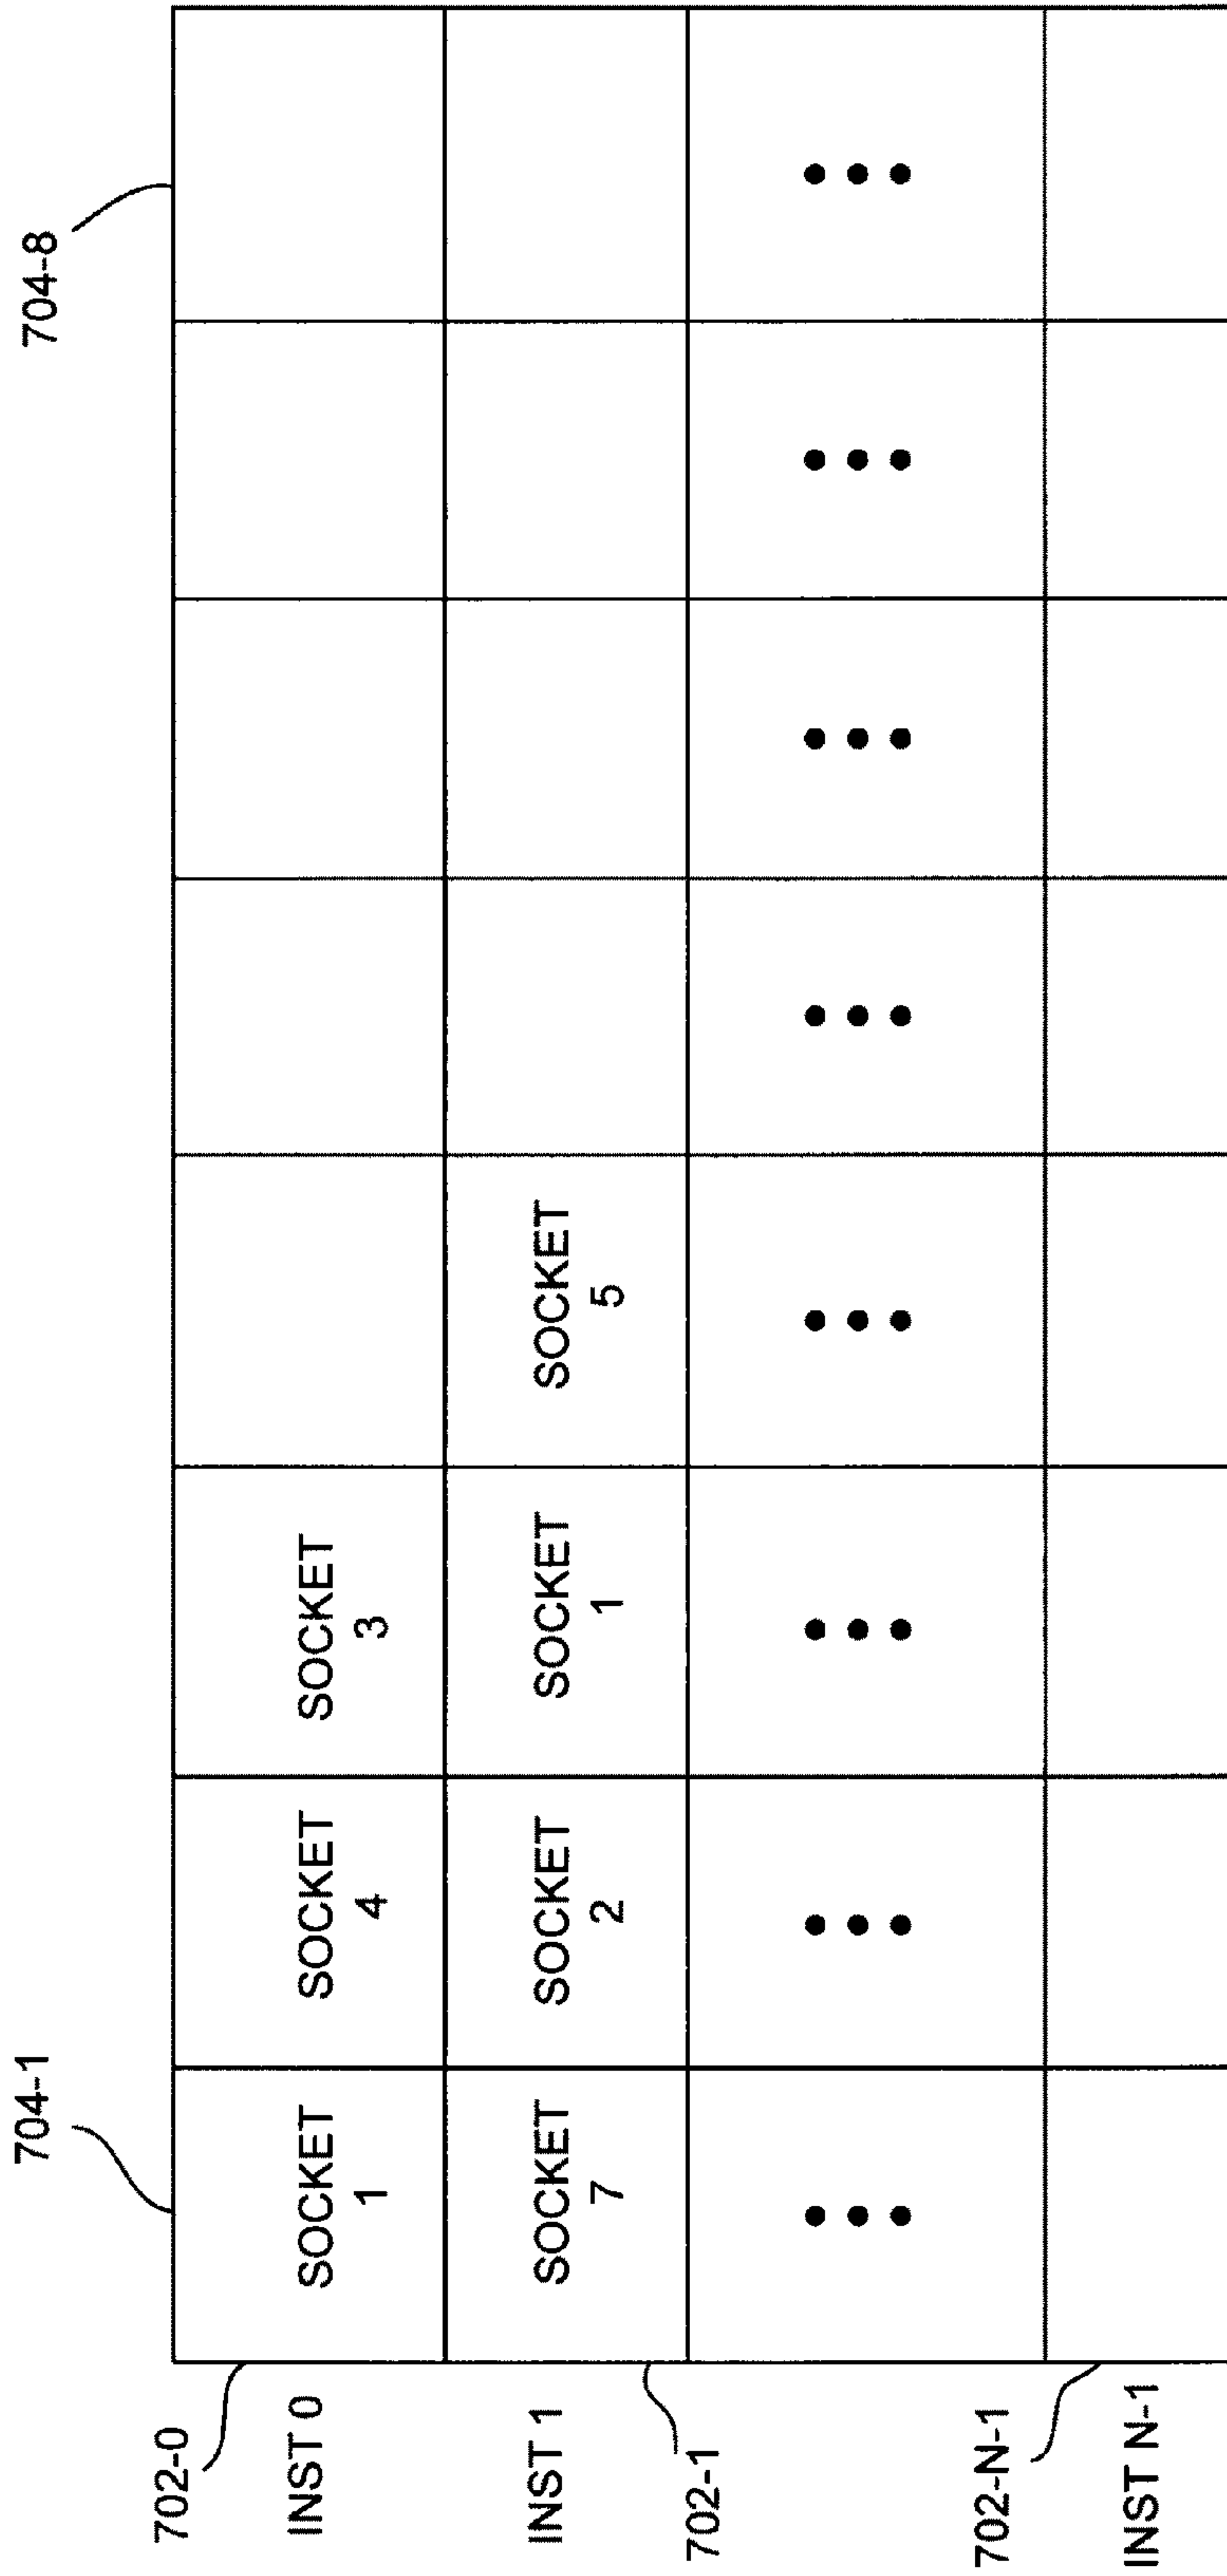 704-1
704-8
702-0
INST 0
SOCKET
1
SOCKET
4
SOCKET
3
INST 1
SOCKET
7
SOCKET
2
SOCKET
1
SOCKET
5
702-1
702-N-1
INST N-1